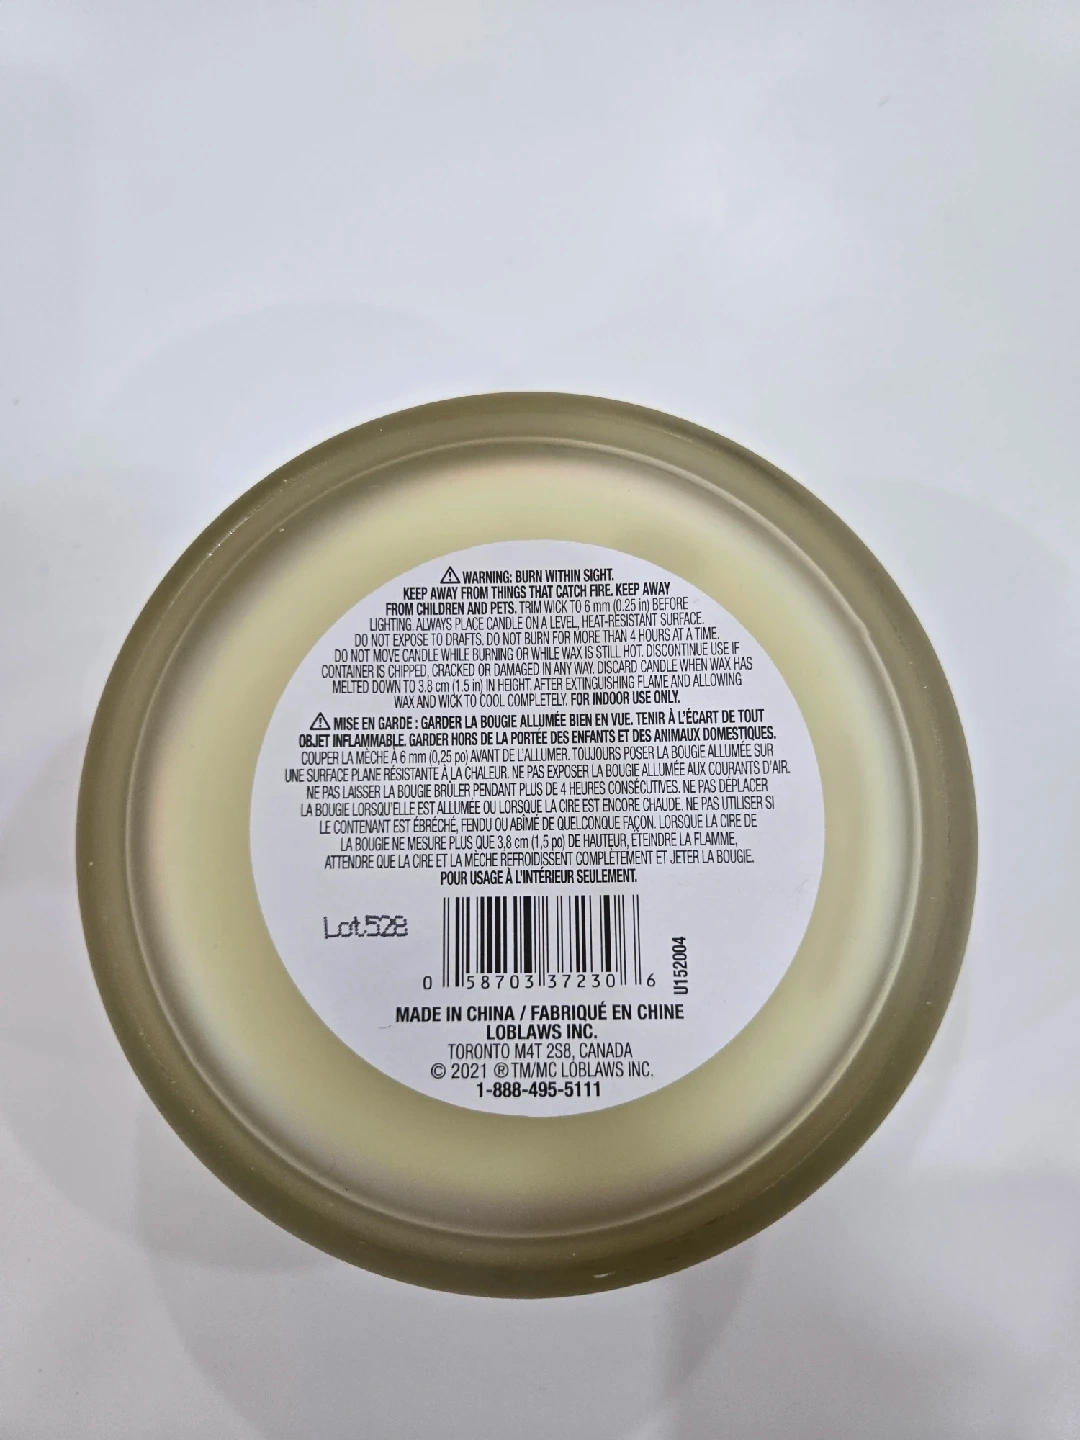 ⚠ WARNING: BURN WITHIN SIGHT.
KEEP AWAY FROM THINGS THAT CATCH FIRE. KEEP AWAY
FROM CHILDREN AND PETS. TRIM WICK TO 6 mm (0.25 in) BEFORE
LIGHTING. ALWAYS PLACE CANDLE ON A LEVEL, HEAT-RESISTANT SURFACE.
DO NOT EXPOSE TO DRAFTS. DO NOT BURN FOR MORE THAN 4 HOURS AT A TIME.
DO NOT MOVE CANDLE WHILE BURNING OR WHILE WAX IS STILL HOT. DISCONTINUE USE IF
CONTAINER IS CHIPPED, CRACKED OR DAMAGED IN ANY WAY. DISCARD CANDLE WHEN WAX HAS
MELTED DOWN TO 3.8 cm (1.5 in) IN HEIGHT. AFTER EXTINGUISHING FLAME AND ALLOWING
WAX AND WICK TO COOL COMPLETELY. FOR INDOOR USE ONLY.
⚠ MISE EN GARDE : GARDER LA BOUGIE ALLUMÉE BIEN EN VUE. TENIR À L'ÉCART DE TOUT
OBJET INFLAMMABLE. GARDER HORS DE LA PORTÉE DES ENFANTS ET DES ANIMAUX DOMESTIQUES.
COUPER LA MÈCHE À 6 mm (0,25 po) AVANT DE L'ALLUMER. TOUJOURS POSER LA BOUGIE ALLUMÉE SUR
UNE SURFACE PLANE RÉSISTANTE À LA CHALEUR. NE PAS EXPOSER LA BOUGIE ALLUMÉE AUX COURANTS D'AIR.
NE PAS LAISSER LA BOUGIE BRÛLER PENDANT PLUS DE 4 HEURES CONSÉCUTIVES. NE PAS DÉPLACER
LA BOUGIE LORSQU'ELLE EST ALLUMÉE OU LORSQUE LA CIRE EST ENCORE CHAUDE. NE PAS UTILISER SI
LE CONTENANT EST ÉBRÉCHÉ, FENDU OU ABÎMÉ DE QUELCONQUE FAÇON. LORSQUE LA CIRE DE
LA BOUGIE NE MESURE PLUS QUE 3,8 cm (1,5 po) DE HAUTEUR, ÉTEINDRE LA FLAMME,
ATTENDRE QUE LA CIRE ET LA MÈCHE REFROIDISSENT COMPLÈTEMENT ET JETER LA BOUGIE.
POUR USAGE À L'INTÉRIEUR SEULEMENT.
Lot528
0 58703 37230 6
U152004
MADE IN CHINA / FABRIQUÉ EN CHINE
LOBLAWS INC.
TORONTO M4T 2S8, CANADA
© 2021 ® TM/MC LOBLAWS INC.
1-888-495-5111